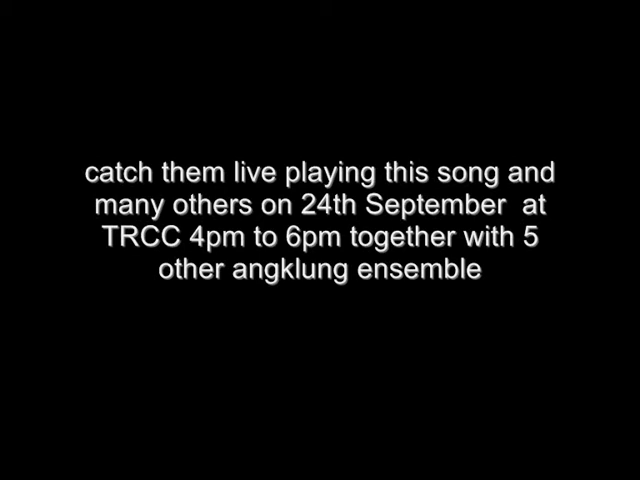 catch them live playing this song and
many others on 24th September  at
TRCC 4pm to 6pm together with 5
other angklung ensemble